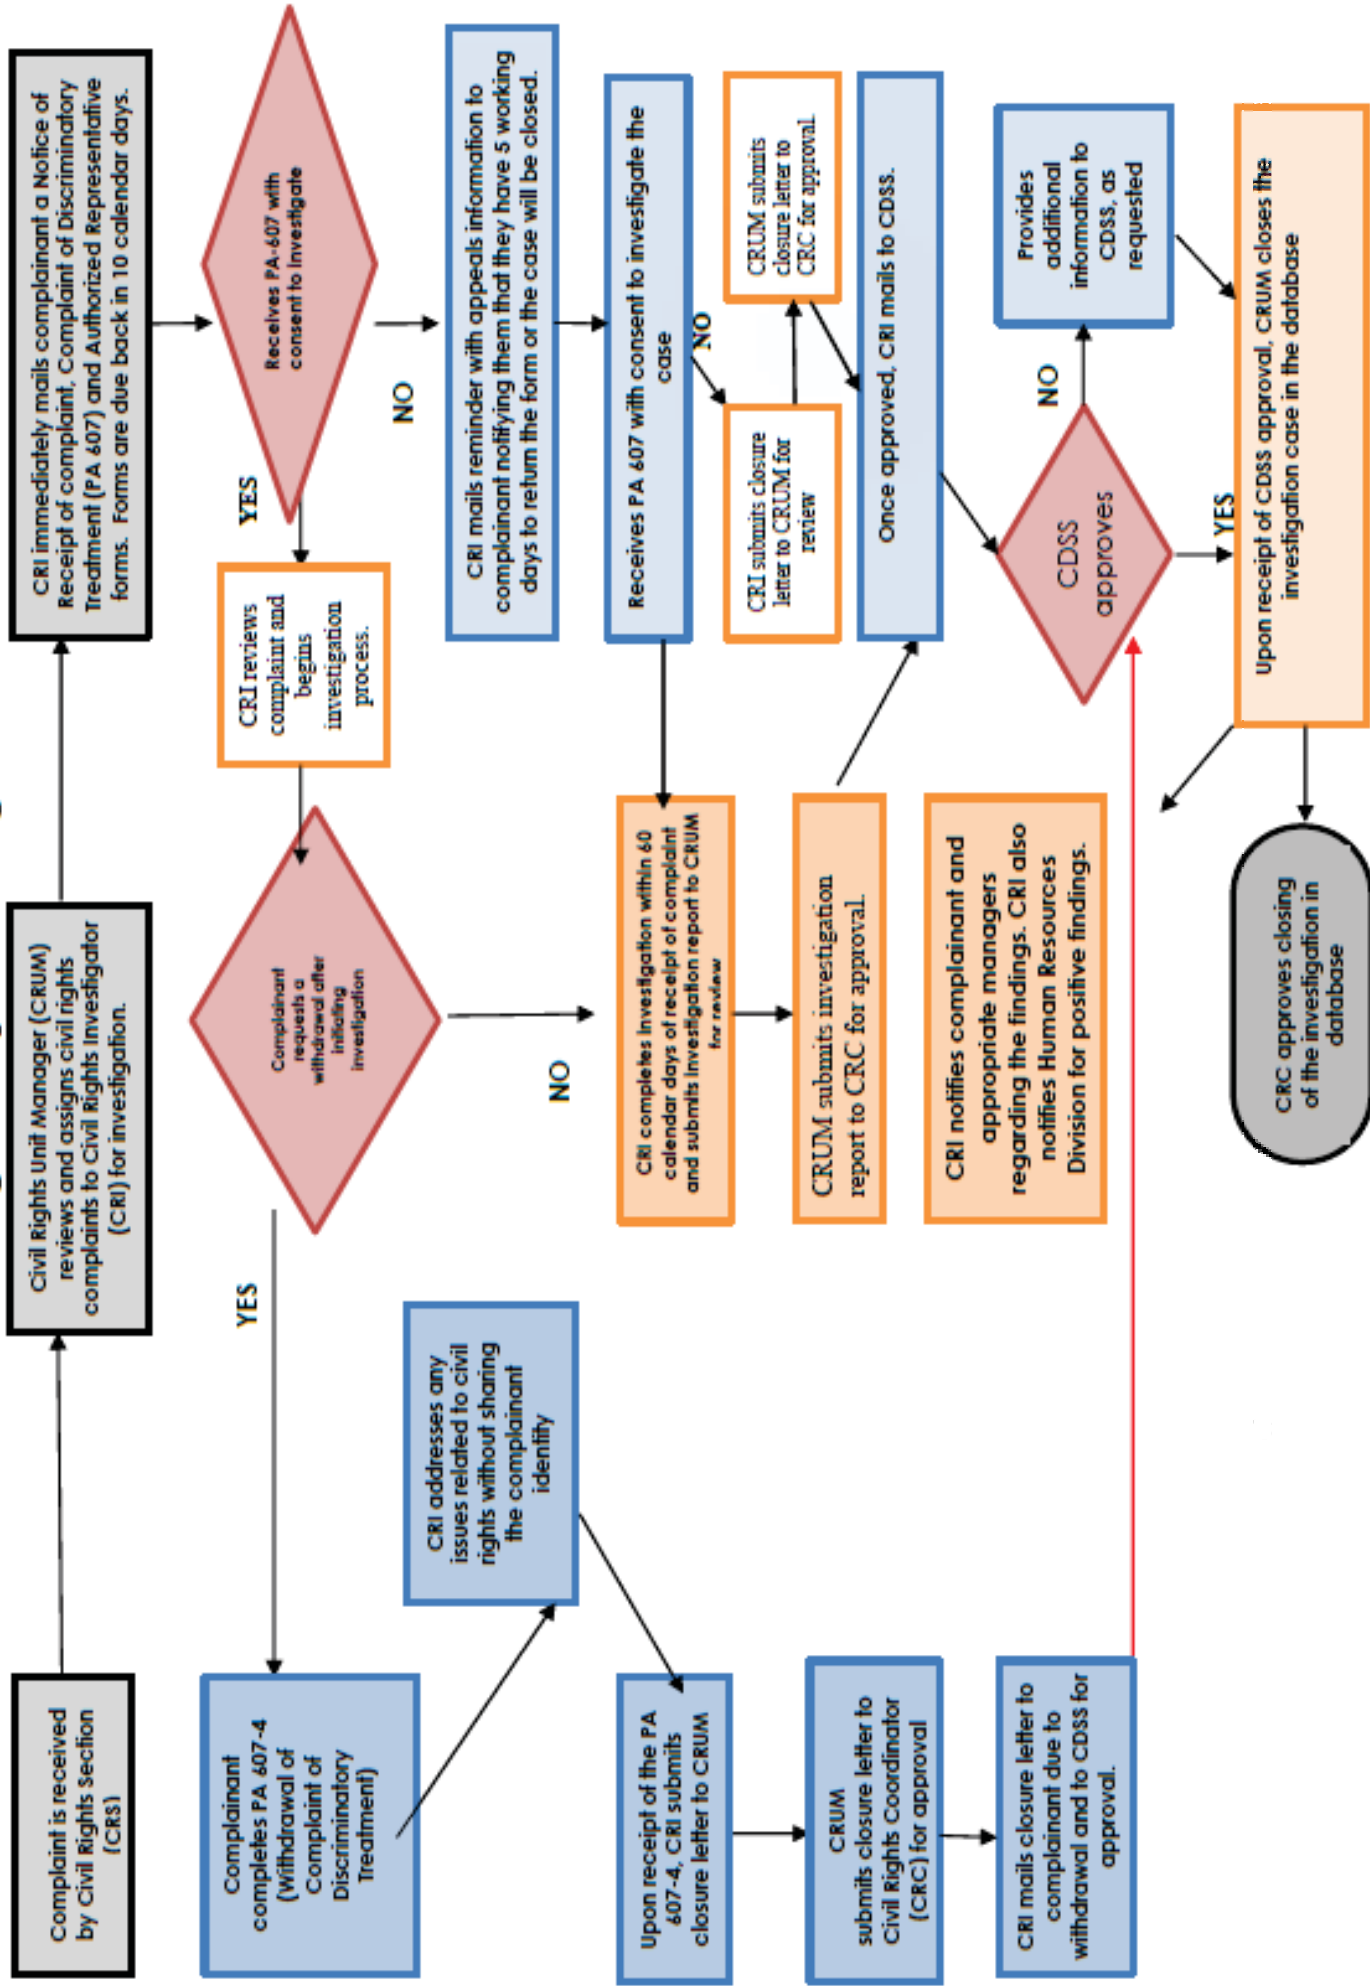 Complaint is received
by Civil Rights Section
(CRS)
Civil Rights Unit Manager (CRUM)
reviews and assigns civil rights
complaints to Civil Rights Investigator
(CRI) for investigation.
CRI immediately mails complainant a Notice of
Receipt of complaint, Complaint of Discriminatory
Treatment (PA 607) and Authorized Representative
forms. Forms are due back in 10 calendar days.
Receives PA-607 with
consent to Investigate
YES
NO
CRI reviews
complaint and
begins
investigation
process.
Complainant
requests a
withdrawal after
initiating
investigation
YES
NO
Complainant
completes PA 607-4
(Withdrawal of
Complaint of
Discriminatory
Treatment)
CRI addresses any
issues related to civil
rights without sharing
the complainant
identity
CRI mails reminder with appeals information to
complainant notifying them that they have 5 working
days to return the form or the case will be closed.
Upon receipt of the PA
607-4, CRI submits
closure letter to CRUM
CRI completes Investigation within 60
calendar days of receipt of complaint
and submits Investigation report to CRUM
for review
Receives PA 607 with consent to investigate the
case
NO
CRI submits closure
letter to CRUM for
review
CRUM submits
closure letter to
CRC for approval.
CRUM
submits closure letter to
Civil Rights Coordinator
(CRC) for approval
CRUM submits investigation
report to CRC for approval.
Once approved, CRI mails to CDSS.
CRI mails closure letter to
complainant due to
withdrawal and to CDSS for
approval.
CRI notifies complainant and
appropriate managers
regarding the findings. CRI also
notifies Human Resources
Division for positive findings.
CDSS
approves
NO
YES
Provides
additional
information to
CDSS, as
requested
CRC approves closing
of the investigation in
database
Upon receipt of CDSS approval, CRUM closes the
investigation case in the database